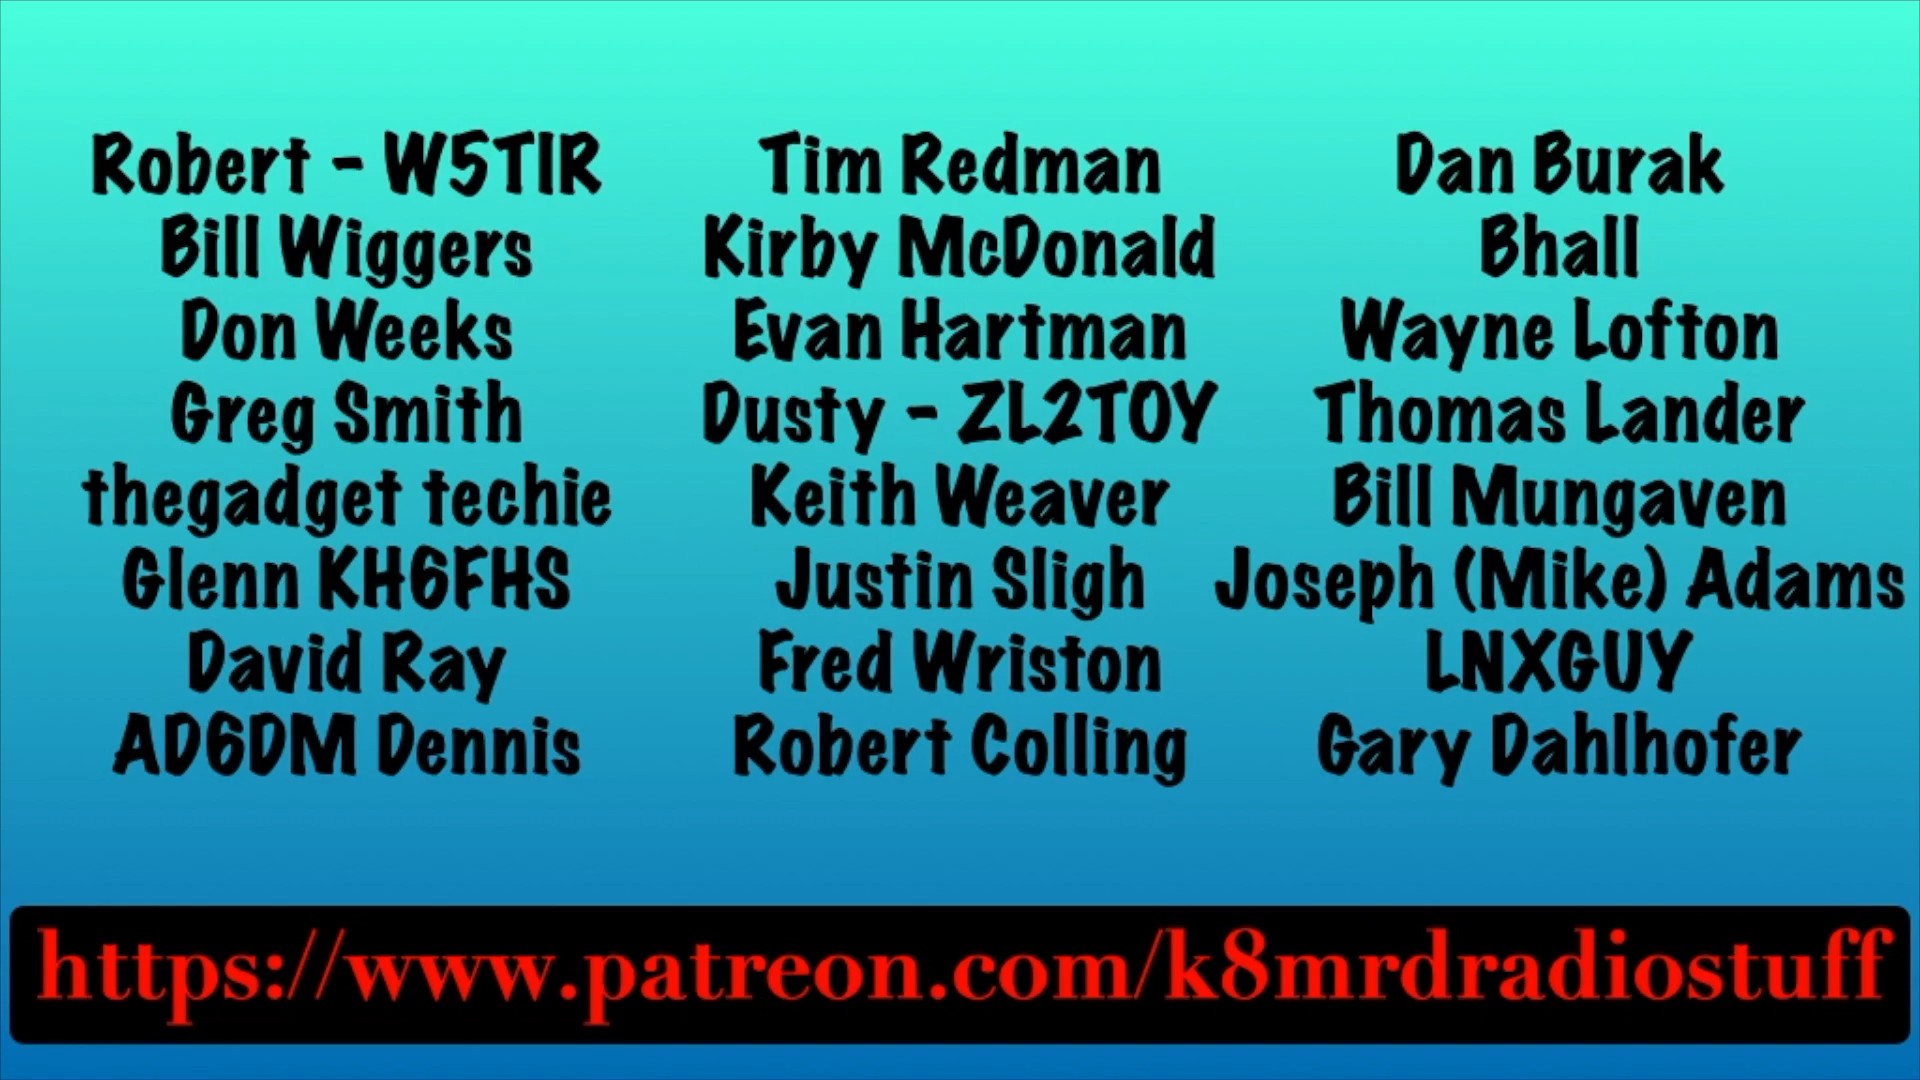 Robert - W5TIR
Bill Wiggers
Don Weeks
Greg Smith
thegadget techie
Glenn KH6FHS
David Ray
AD6DM Dennis
Tim Redman
Kirby McDonald
Evan Hartman
Dusty - ZL2TOY
Keith Weaver
Justin Sligh
Fred Wriston
Robert Colling
Dan Burak
Bhall
Wayne Lofton
Thomas Lander
Bill Mungaven
Joseph (Mike) Adams
LNXGUY
Gary Dahlhofer
https://www.patreon.com/k8mrdradiostuff